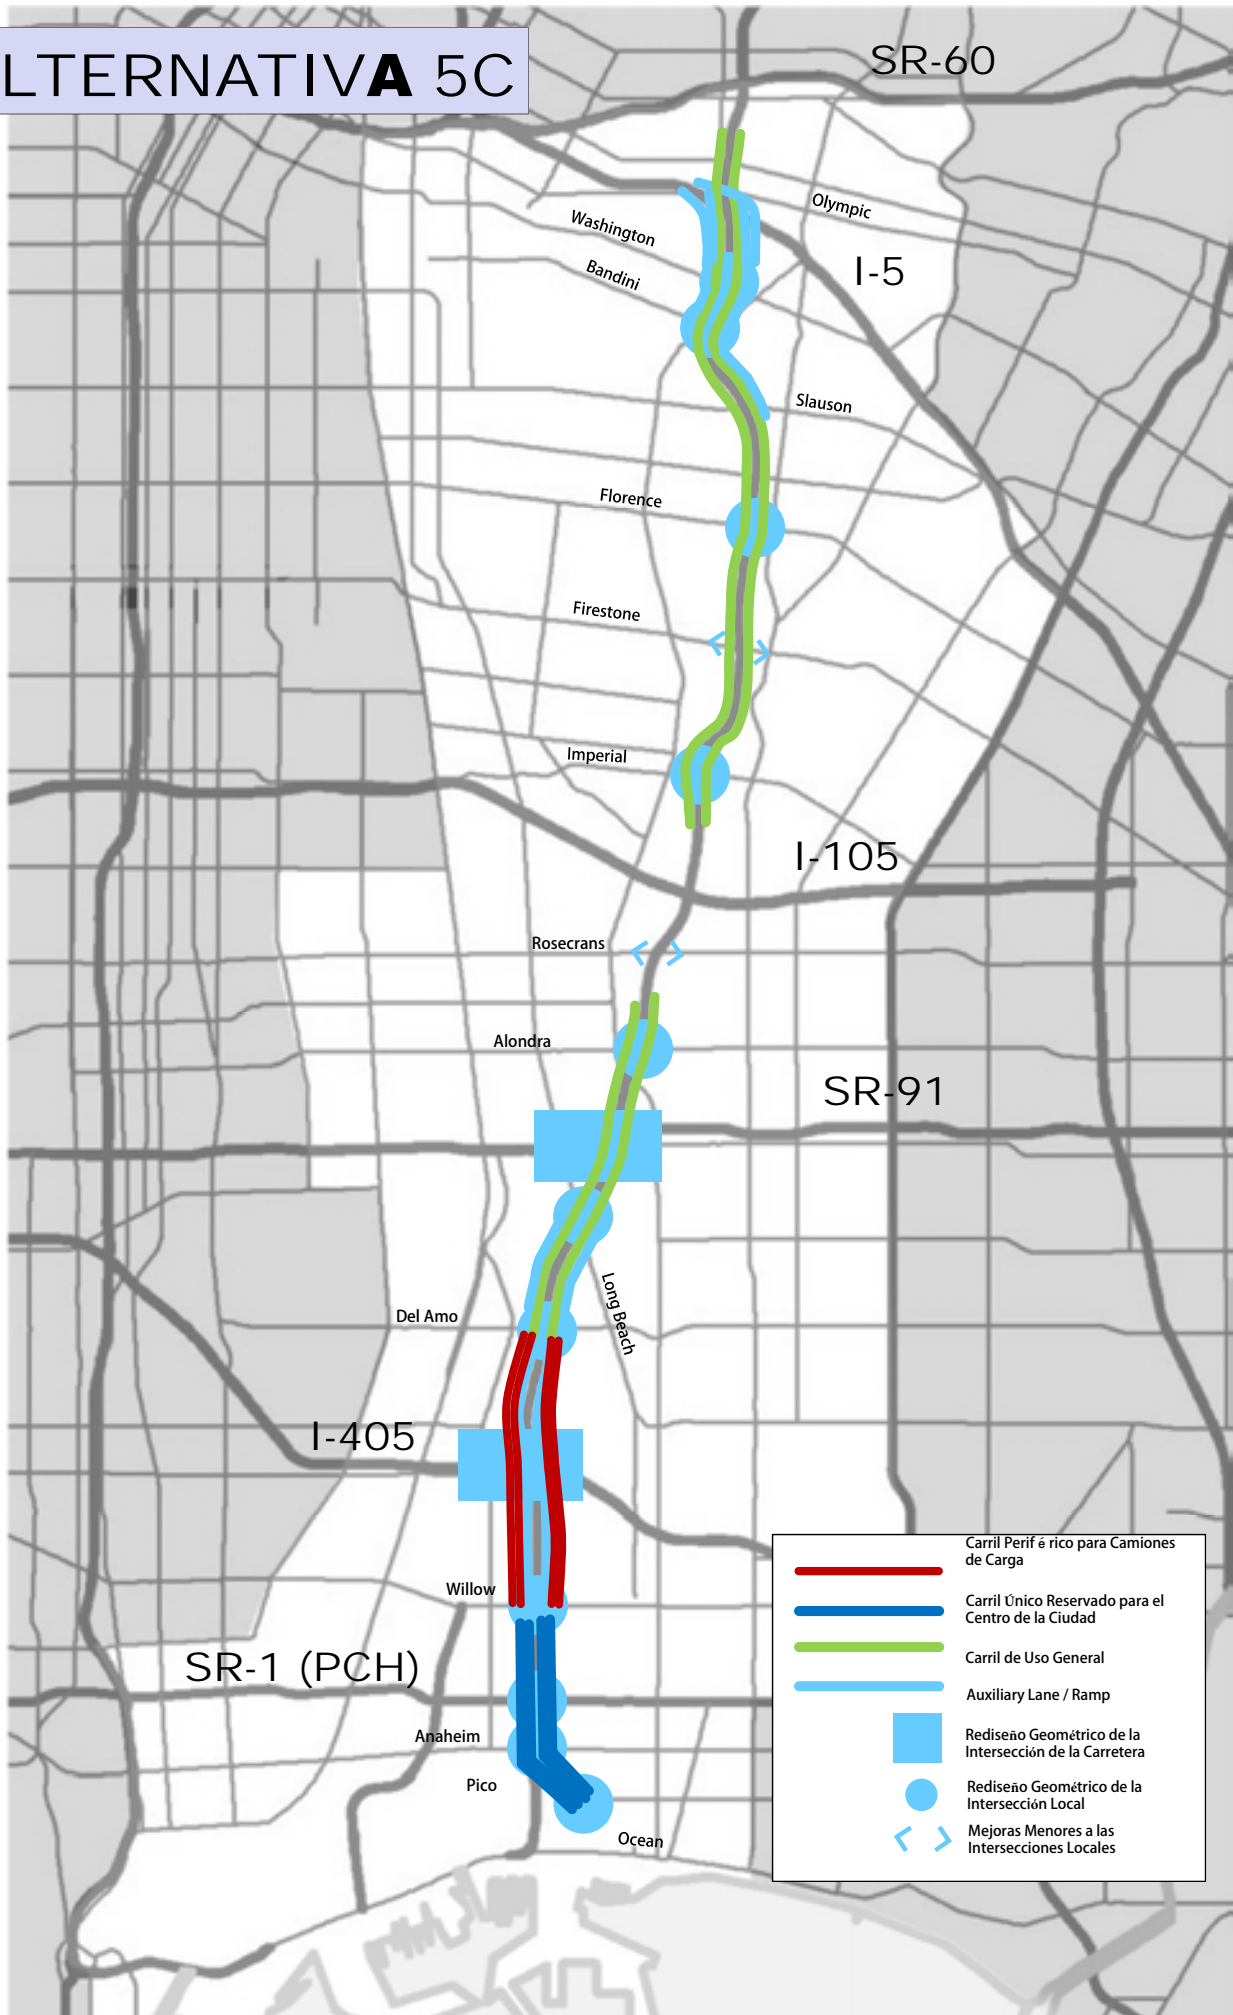 LTERNATIVA 5C
SR-60
Olympic
Washington
I-5
Bandini
Slauson
Florence
Firestone
Imperial
I-105
Rosecrans
Alondra
SR-91
Long Beach
Del Amo
I-405
Willow
SR-1 (PCH)
Anaheim
Pico
Ocean
Carril Perif é rico para Camiones
de Carga
Carril Único Reservado para el
Centro de la Ciudad
Carril de Uso General
Auxiliary Lane / Ramp
Rediseño Geométrico de la
Intersección de la Carretera
Rediseño Geométrico de la
Intersección Local
Mejoras Menores a las
Intersecciones Locales